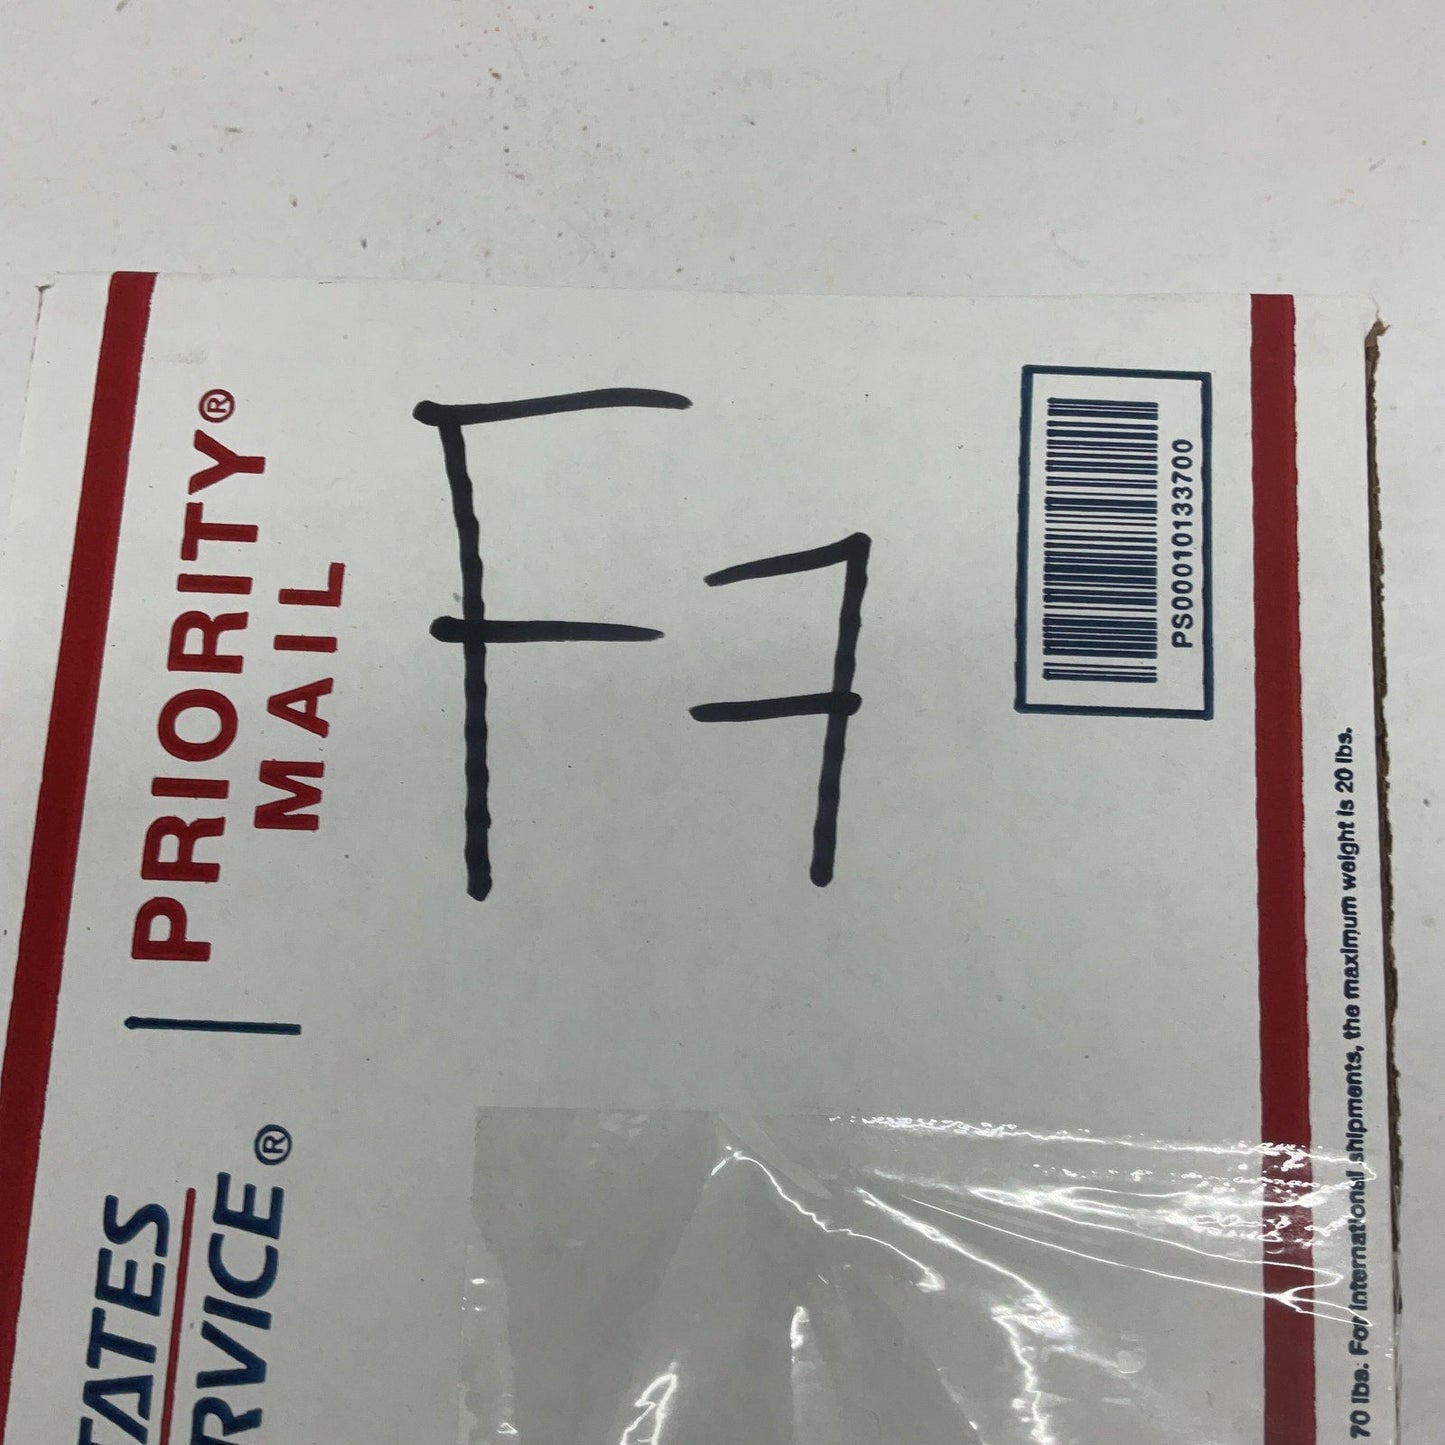 F7
TATES
RVICE®
PRIORITY®
MAIL
PS00010133700
70 lbs. For international shipments, the maximum weight is 20 lbs.